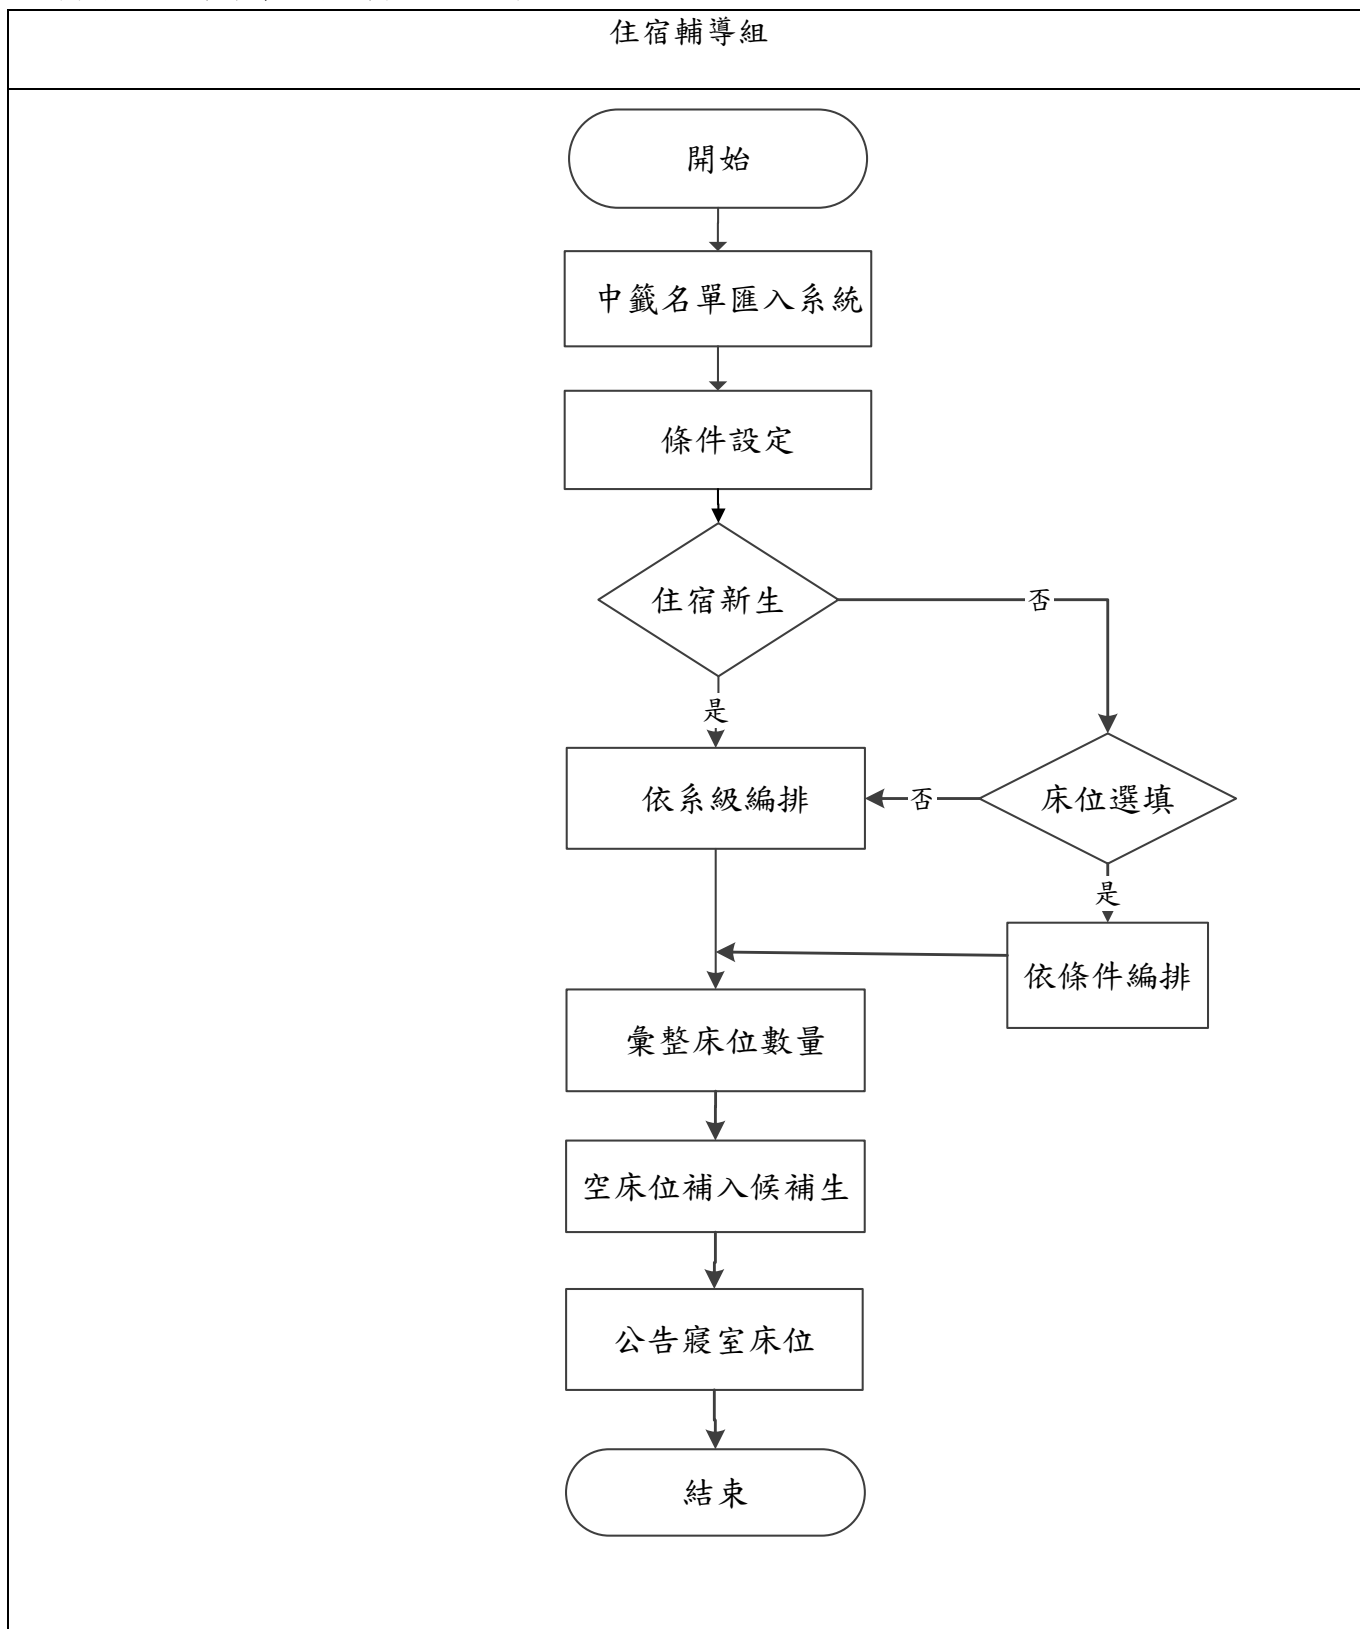 住宿輔導組
開始
中籤名單匯入系統
條件設定
住宿新生
否
是
依系級編排
否
床位選填
是
依條件編排
彙整床位數量
空床位補入候補生
公告寢室床位
結束